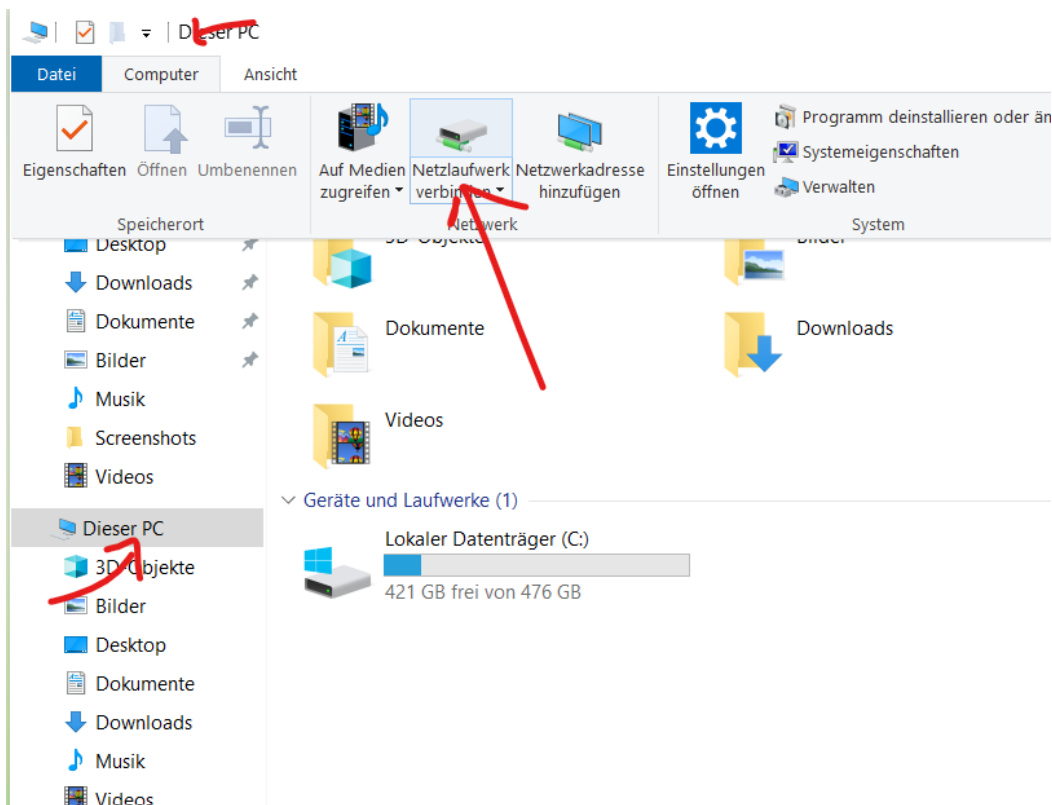 Dieser PC
Datei Computer Ansicht
Eigenschaften Öffnen Umbenennen
Auf Medien zugreifen
Netzlaufwerk verbinden
Netzwerkadresse hinzufügen
Einstellungen öffnen
Programm deinstallieren oder än
Systemeigenschaften
Verwalten
Speicherort Netzwerk System
Desktop
Downloads
Dokumente
Bilder
Musik
Screenshots
Videos
Dieser PC
3D-Objekte
Bilder
Desktop
Dokumente
Downloads
Musik
Videos
3D-Objekte
Bilder
Dokumente
Downloads
Videos
Geräte und Laufwerke (1)
Lokaler Datenträger (C:)
421 GB frei von 476 GB